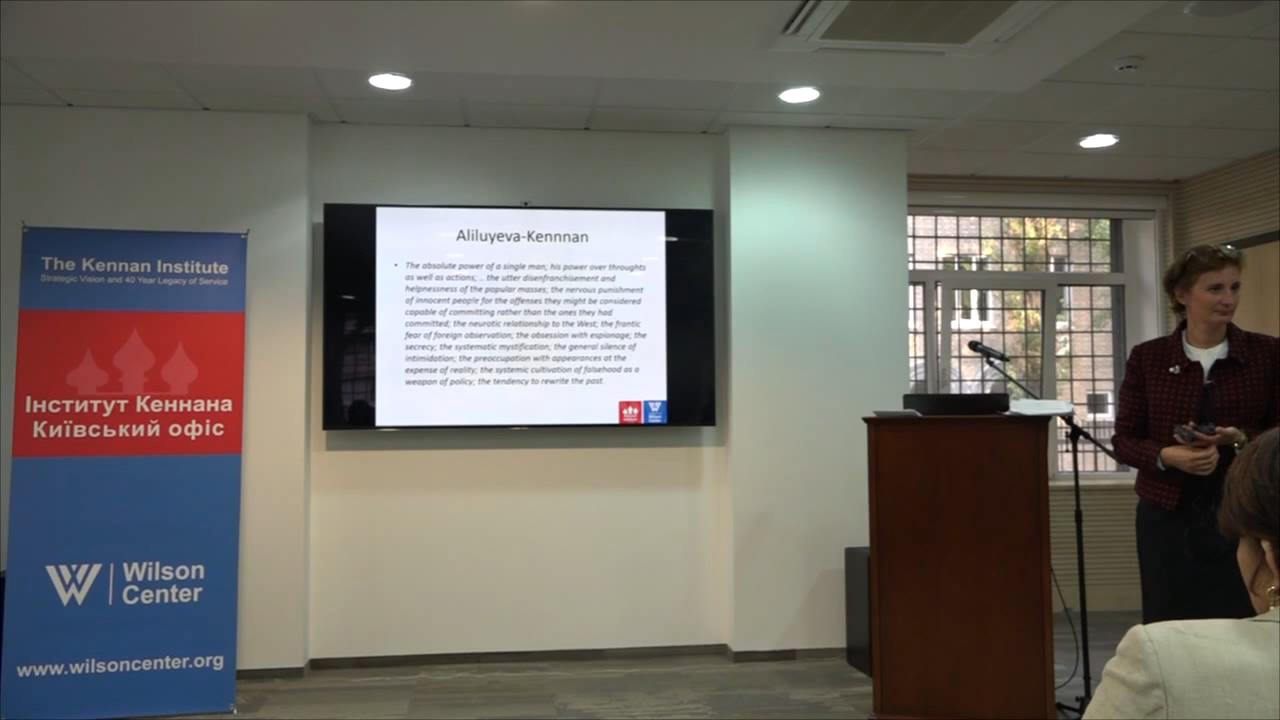 The Kennan Institute
Strategic Vision and 40 Year Legacy of Service
Інститут Кеннана
Київський офіс
Wilson
Center
www.wilsoncenter.org
Aliluyeva-Kennnan
• The absolute power of a single man; his power over throughts
as well as actions; .. the utter disenfranchisement and
helpnessness of the popular masses; the nervous punishment
of innocent people for the offenses they might be considered
capable of committing rather than the ones they had
committed; the neurotic relationship to the West; the frantic
fear of foreign observation; the obsession with espionage; the
secrecy; the systematic mystification; the general silence of
intimidation; the preoccupation with appearances at the
expense of reality; the systemic cultivation of falsehood as a
weapon of policy; the tendency to rewrite the past.